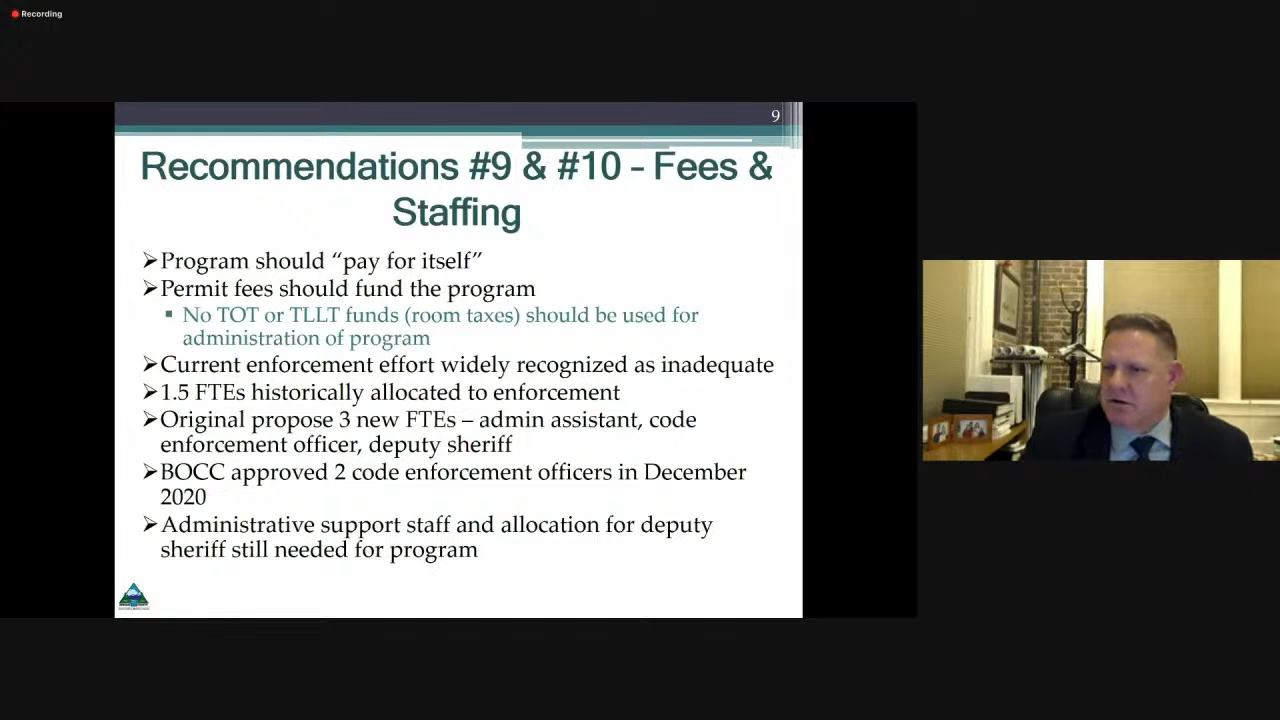 Recording
9
Recommendations #9 & #10 – Fees &
Staffing
Program should “pay for itself”
Permit fees should fund the program
No TOT or TLLT funds (room taxes) should be used for
administration of program
Current enforcement effort widely recognized as inadequate
1.5 FTEs historically allocated to enforcement
Original propose 3 new FTEs – admin assistant, code
enforcement officer, deputy sheriff
BOCC approved 2 code enforcement officers in December
2020
Administrative support staff and allocation for deputy
sheriff still needed for program